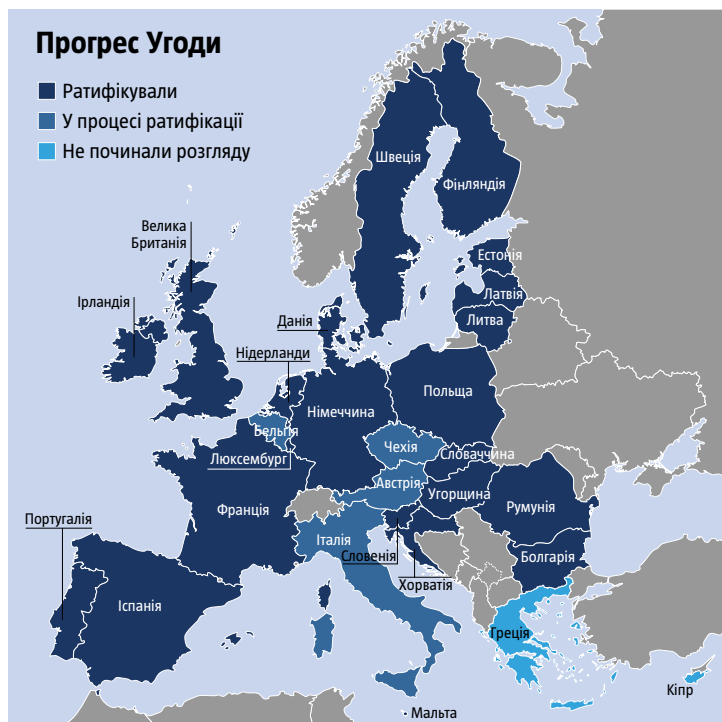 Прогрес Угоди
Ратифікували
У процесі ратифікації
Не починали розгляду
Швеція
Фінляндія
Велика
Британія
Естонія
Ірландія
Латвія
Данія
Литва
Нідерланди
Польща
Німеччина
Бельгія
Чехія
Словаччина
Люксембург
Австрія
Угорщина
Румунія
Франція
Португалія
Італія
Словенія
Болгарія
Хорватія
Іспанія
Греція
Кіпр
Мальта